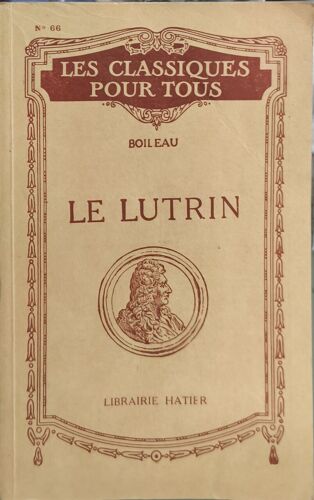 N° 66
LES CLASSIQUES
POUR TOUS
BOILEAU
LE LUTRIN
LIBRAIRIE HATIER